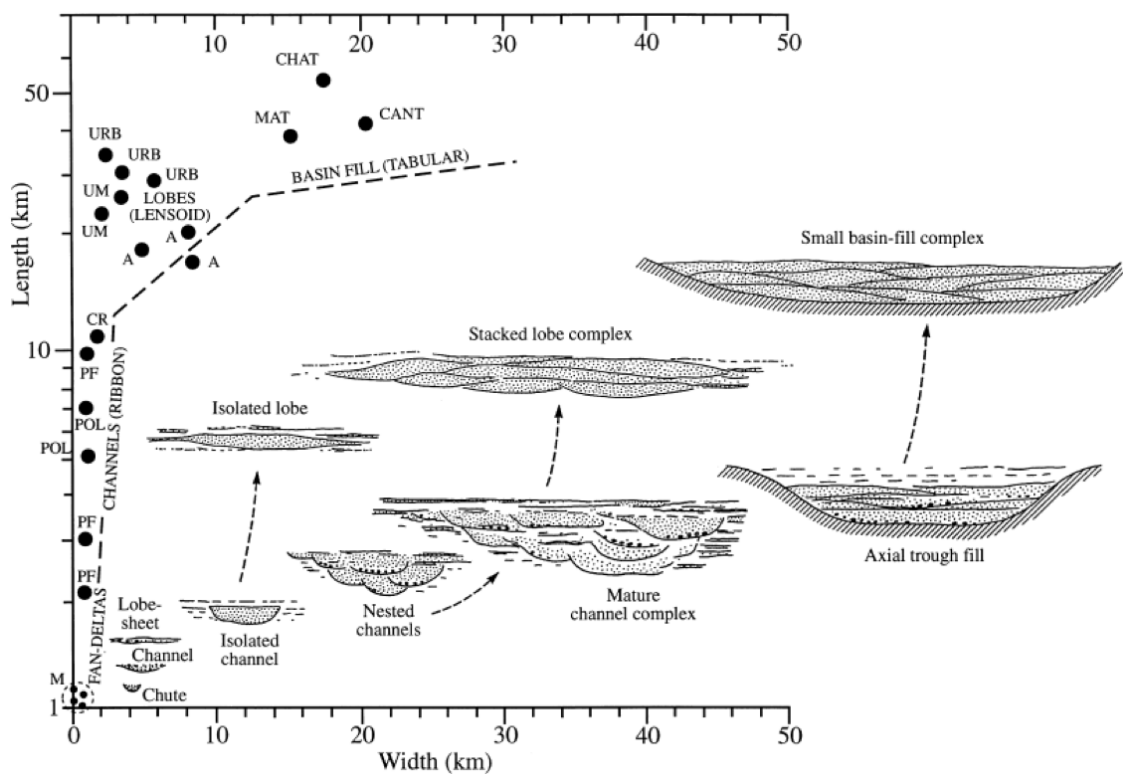 10 20 30 40 50
CHAT
50
MAT
CANT
URB
URB
URB
BASIN FILL (TABULAR)
UM
LOBES
(LENSOID)
UM
A
A
A
Small basin-fill complex
Length (km)
CR
Stacked lobe complex
10
PF
Isolated lobe
POL
POL
CHANNELS (RIBBON)
PF
Axial trough fill
PF
Mature
channel complex
Nested
channels
Lobe-
sheet
Isolated
channel
Channel
FAN-DELTAS
M
Chute
1
0 10 20 30 40 50
Width (km)